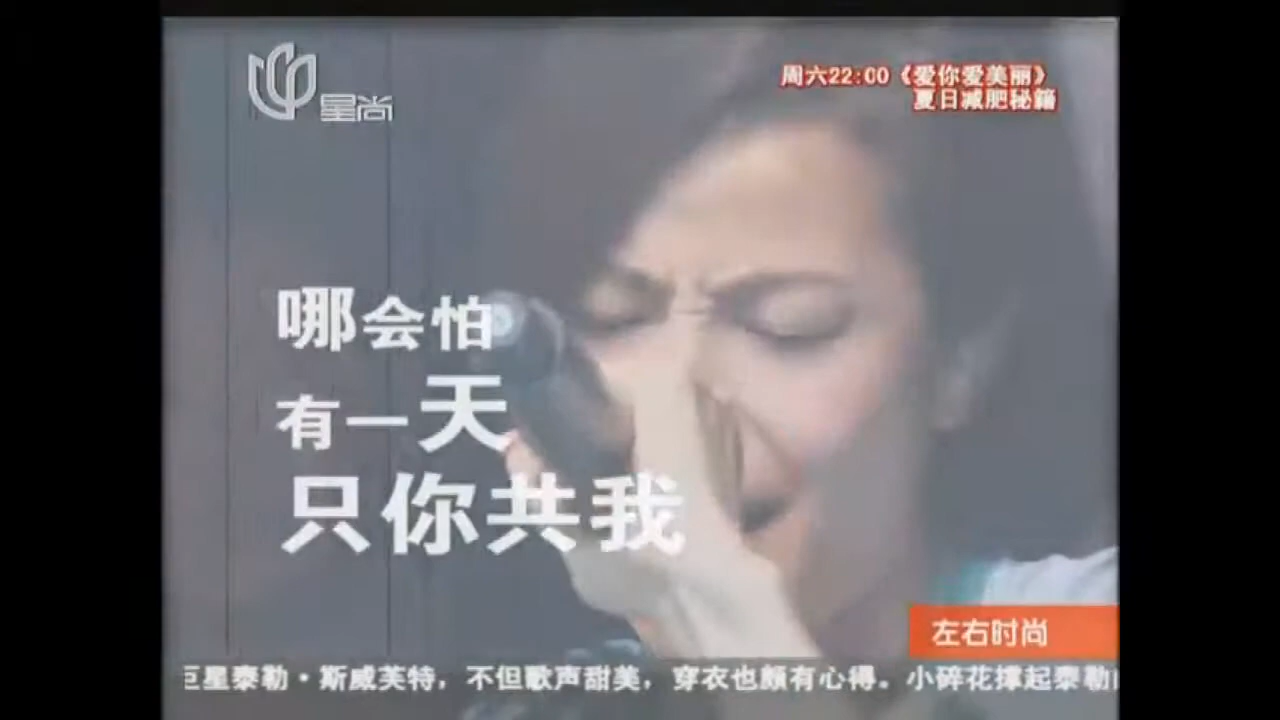 星尚
周六22:00《爱你爱美丽》
夏日减肥秘籍
哪会怕
有一天
只你共我
左右时尚
巨星泰勒·斯威芙特，不但歌声甜美，穿衣也颇有心得。小碎花撑起泰勒